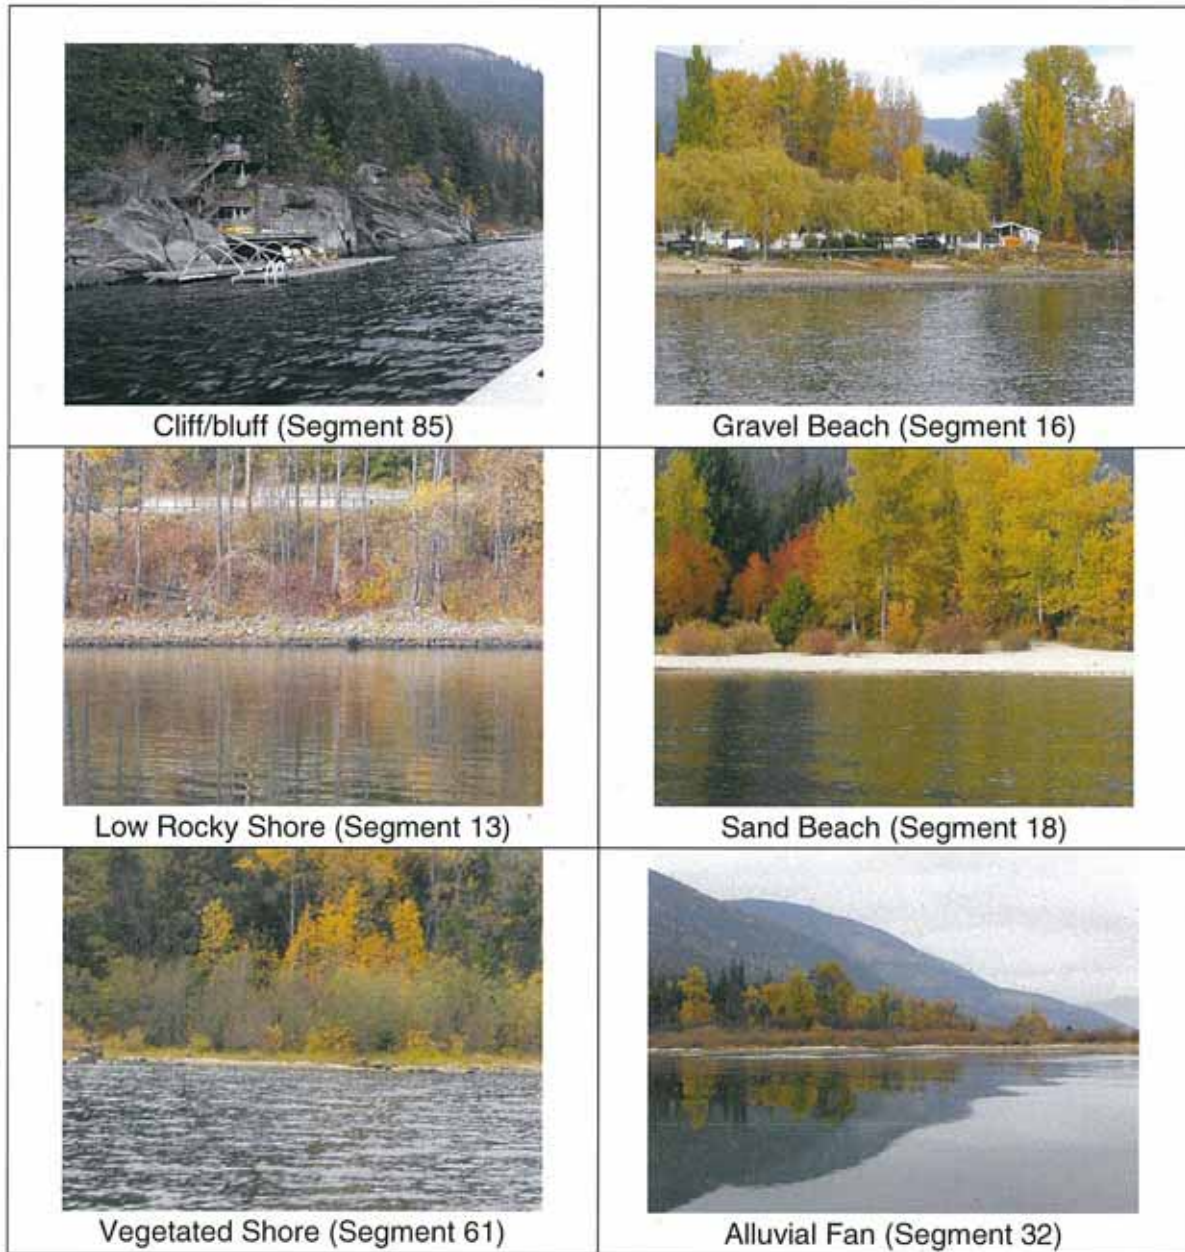 Cliff/bluff (Segment 85)
Gravel Beach (Segment 16)
Low Rocky Shore (Segment 13)
Sand Beach (Segment 18)
Vegetated Shore (Segment 61)
Alluvial Fan (Segment 32)